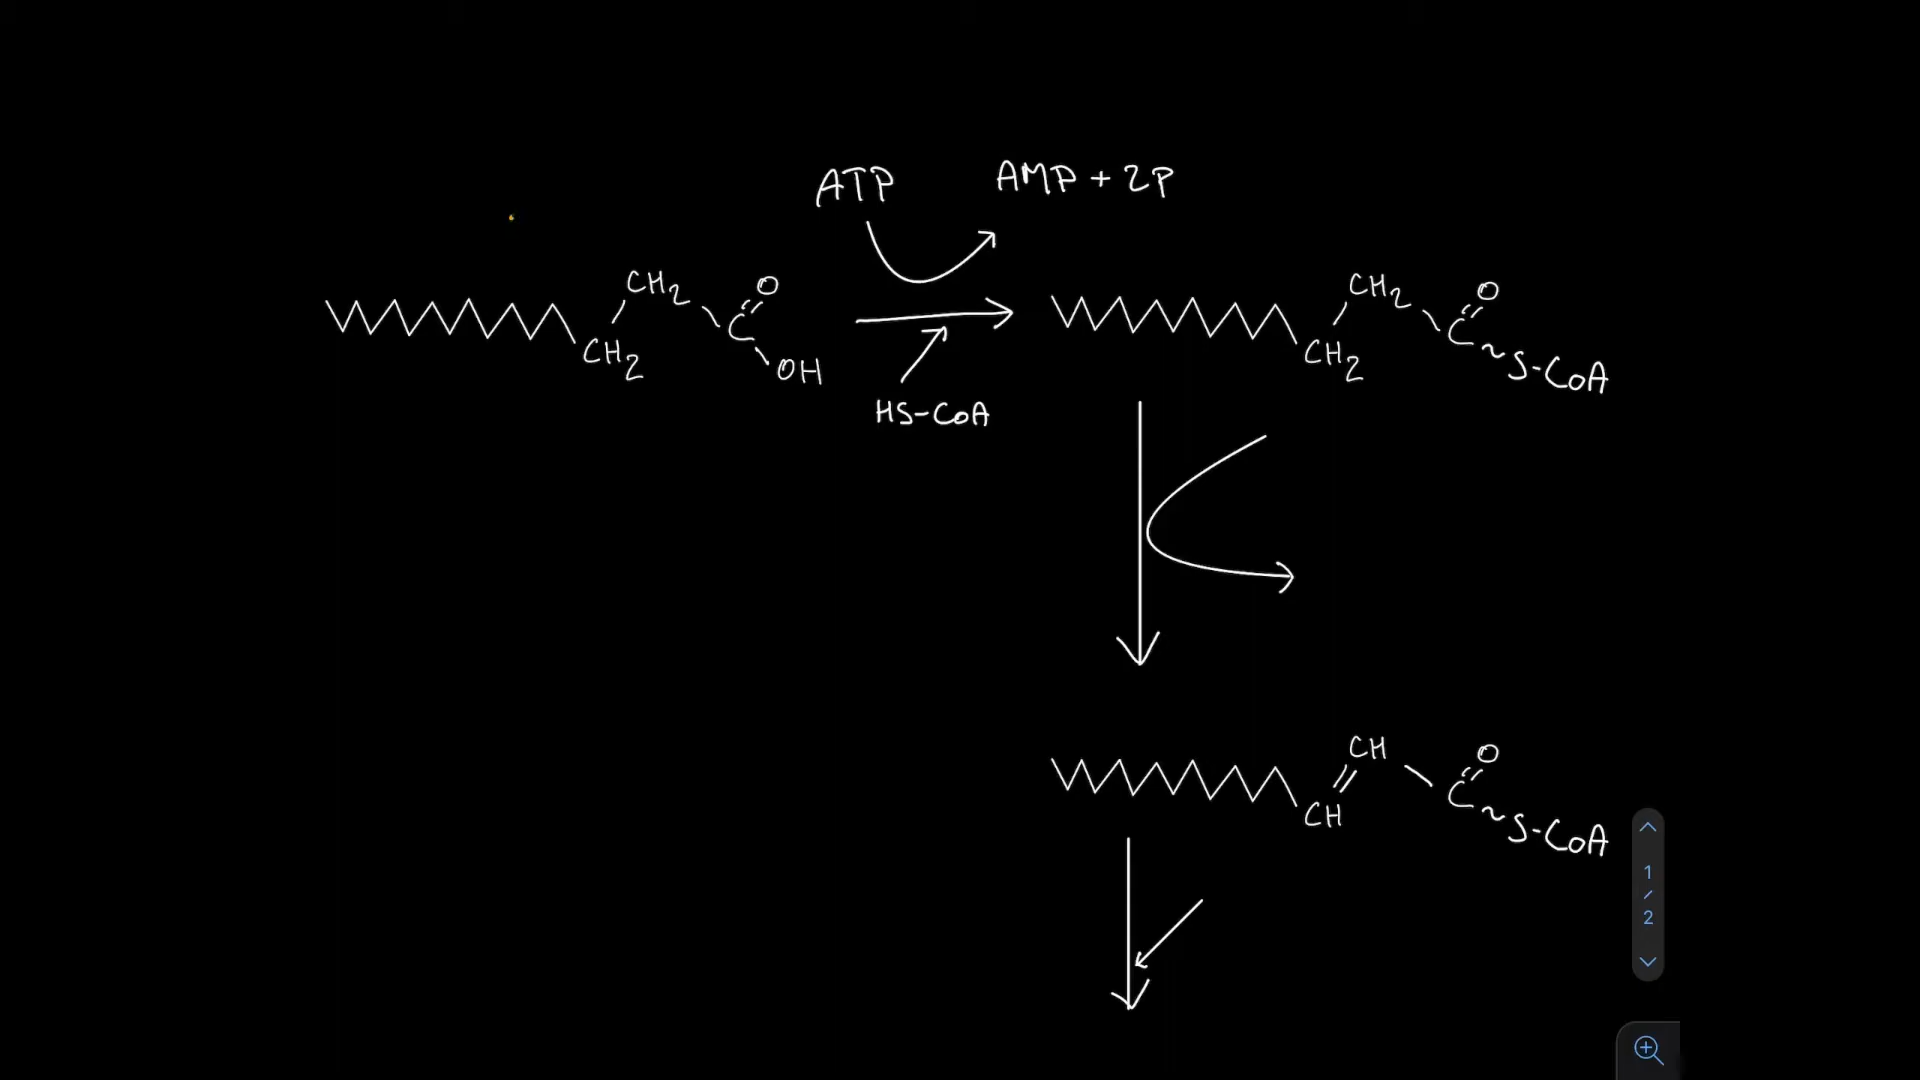 ATP
AMP + 2P
CH2
C
O
CH2
OH
HS-CoA
CH2
C
O
CH2
~S-CoA
CH
C
O
CH
~S-CoA
1
/
2